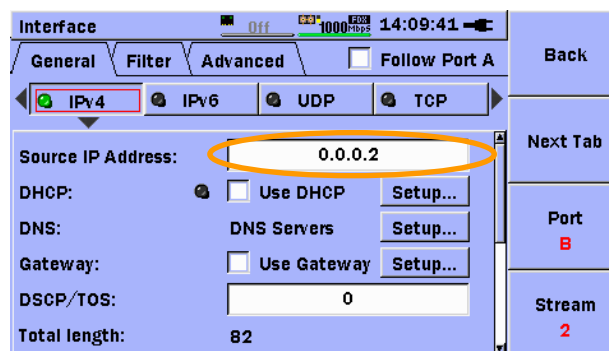 Interface Off 1000 FDX Mbps 14:09:41
General Filter Advanced Follow Port A
IPv4 IPv6 UDP TCP
Source IP Address: 0.0.0.2
DHCP: Use DHCP Setup...
DNS: DNS Servers Setup...
Gateway: Use Gateway Setup...
DSCP/TOS: 0
Total length: 82
Back
Next Tab
Port
B
Stream
2